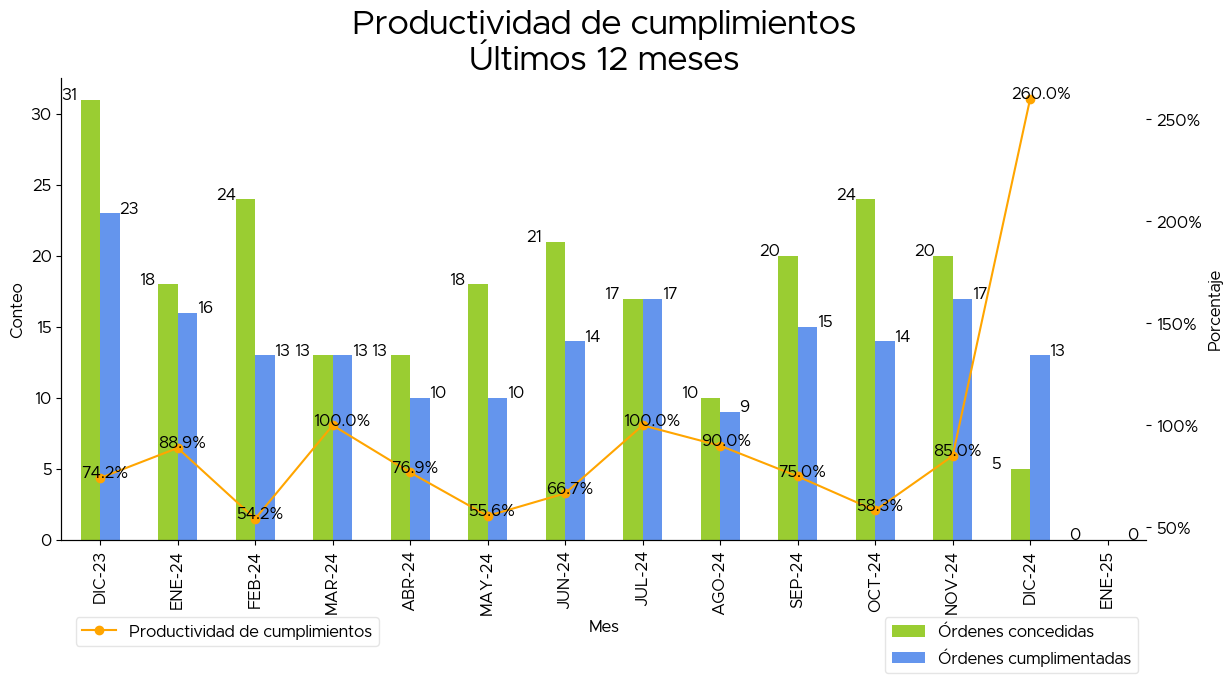 Productividad de cumplimientos
Últimos 12 meses
Conteo
30
25
20
15
10
5
0
31
23
18
16
24
13
13
13
13
10
18
10
21
14
17
17
10
9
20
15
24
14
20
17
5
13
0
0
74.2%
88.9%
54.2%
100.0%
76.9%
55.6%
66.7%
100.0%
90.0%
75.0%
58.3%
85.0%
260.0%
250%
200%
150%
100%
50%
Porcentaje
DIC-23
ENE-24
FEB-24
MAR-24
ABR-24
MAY-24
JUN-24
JUL-24
AGO-24
SEP-24
OCT-24
NOV-24
DIC-24
ENE-25
Mes
Productividad de cumplimientos
Órdenes concedidas
Órdenes cumplimentadas